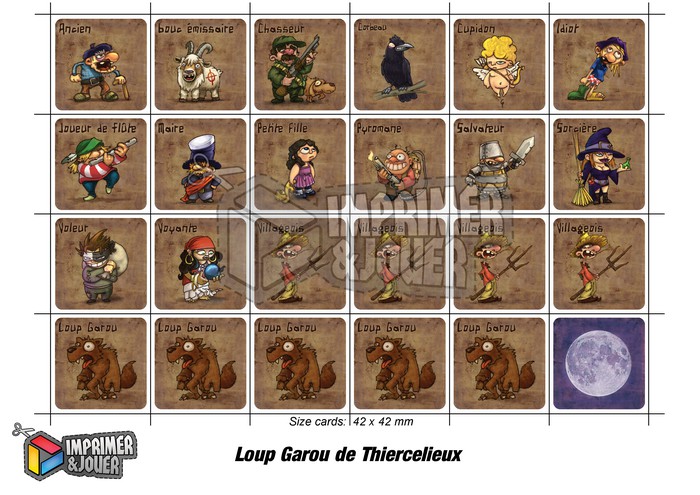 Ancien
bouc émissaire
Chasseur
Corbeau
Cupidon
Idiot
Joueur de flûte
Maire
Petite Fille
Pyromane
Salvateur
Sorcière
Voleur
Voyante
Villageois
Villageois
Villageois
Villageois
IMPRIMER
&JOUER
Loup Garou
Loup Garou
Loup Garou
Loup Garou
Loup Garou
Size cards: 42 x 42 mm
IMPRIMER
&JOUER
Loup Garou de Thiercelieux